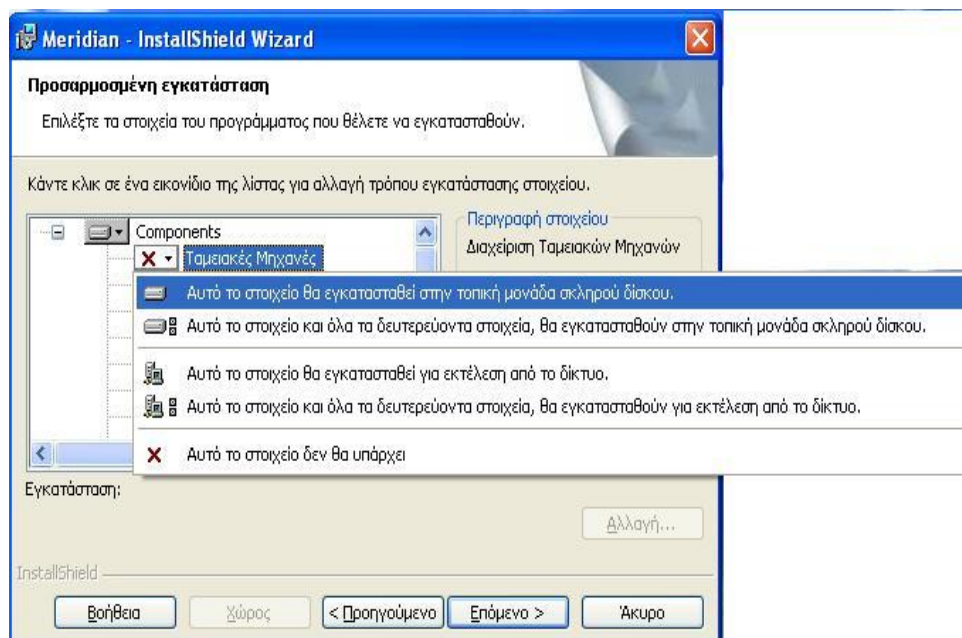 Meridian - InstallShield Wizard
Προσαρμοσμένη εγκατάσταση
Επιλέξτε τα στοιχεία του προγράμματος που θέλετε να εγκατασταθούν.
Κάντε κλικ σε ένα εικονίδιο της λίστας για αλλαγή τρόπου εγκατάστασης στοιχείου.
Components
Ταμειακές Μηχανές
Περιγραφή στοιχείου
Διαχείριση Ταμειακών Μηχανών
Αυτό το στοιχείο θα εγκατασταθεί στην τοπική μονάδα σκληρού δίσκου.
Αυτό το στοιχείο και όλα τα δευτερεύοντα στοιχεία, θα εγκατασταθούν στην τοπική μονάδα σκληρού δίσκου.
Αυτό το στοιχείο θα εγκατασταθεί για εκτέλεση από το δίκτυο.
Αυτό το στοιχείο και όλα τα δευτερεύοντα στοιχεία, θα εγκατασταθούν για εκτέλεση από το δίκτυο.
Αυτό το στοιχείο δεν θα υπάρχει
Εγκατάσταση:
Αλλαγή...
InstallShield
Βοήθεια Χώρος < Προηγούμενο Επόμενο > Άκυρο